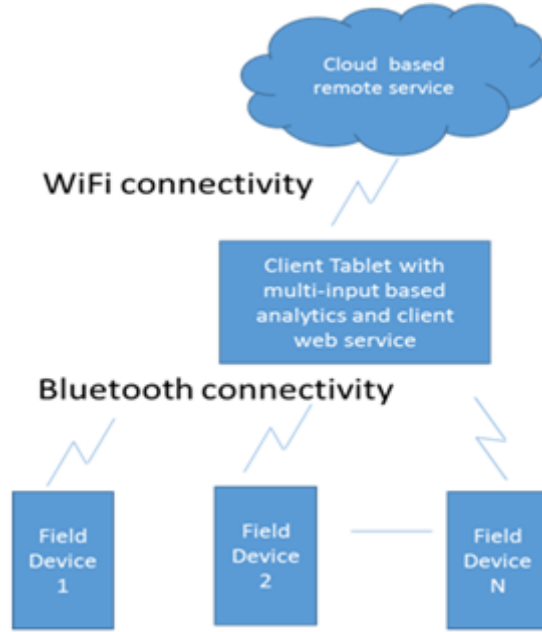 Cloud based
remote service
WiFi connectivity
Client Tablet with
multi-input based
analytics and client
web service
Bluetooth connectivity
Field
Device
1
Field
Device
2
Field
Device
N